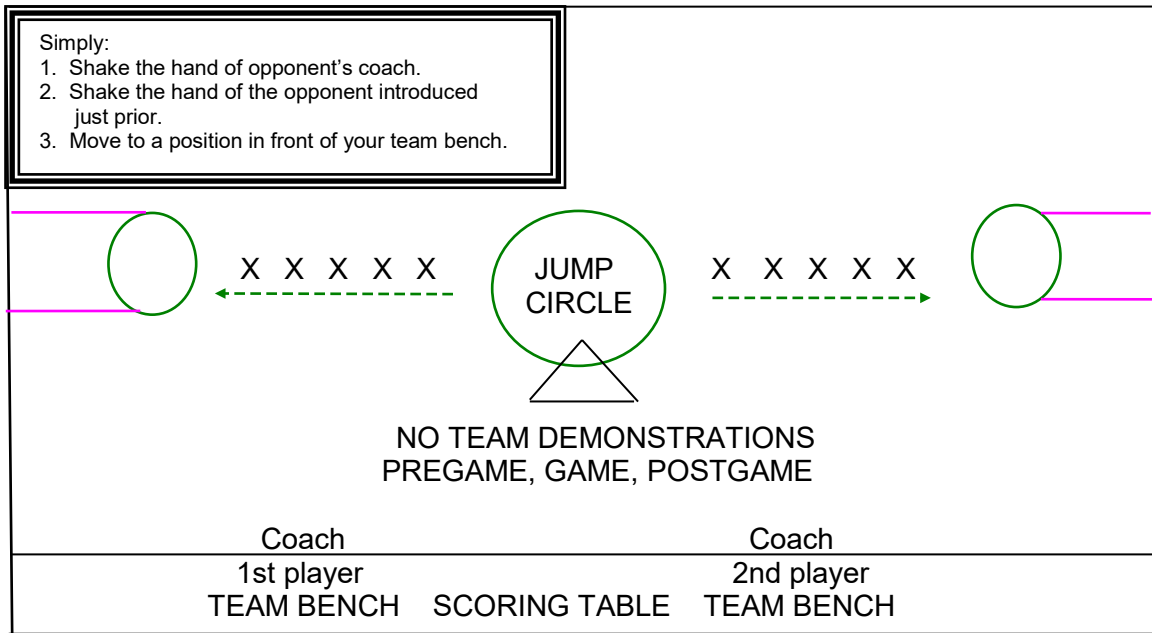 Simply:
1. Shake the hand of opponent’s coach.
2. Shake the hand of the opponent introduced
just prior.
3. Move to a position in front of your team bench.
X X X X X
JUMP
CIRCLE
X X X X X
NO TEAM DEMONSTRATIONS
PREGAME, GAME, POSTGAME
Coach
Coach
1st player
2nd player
TEAM BENCH
SCORING TABLE
TEAM BENCH